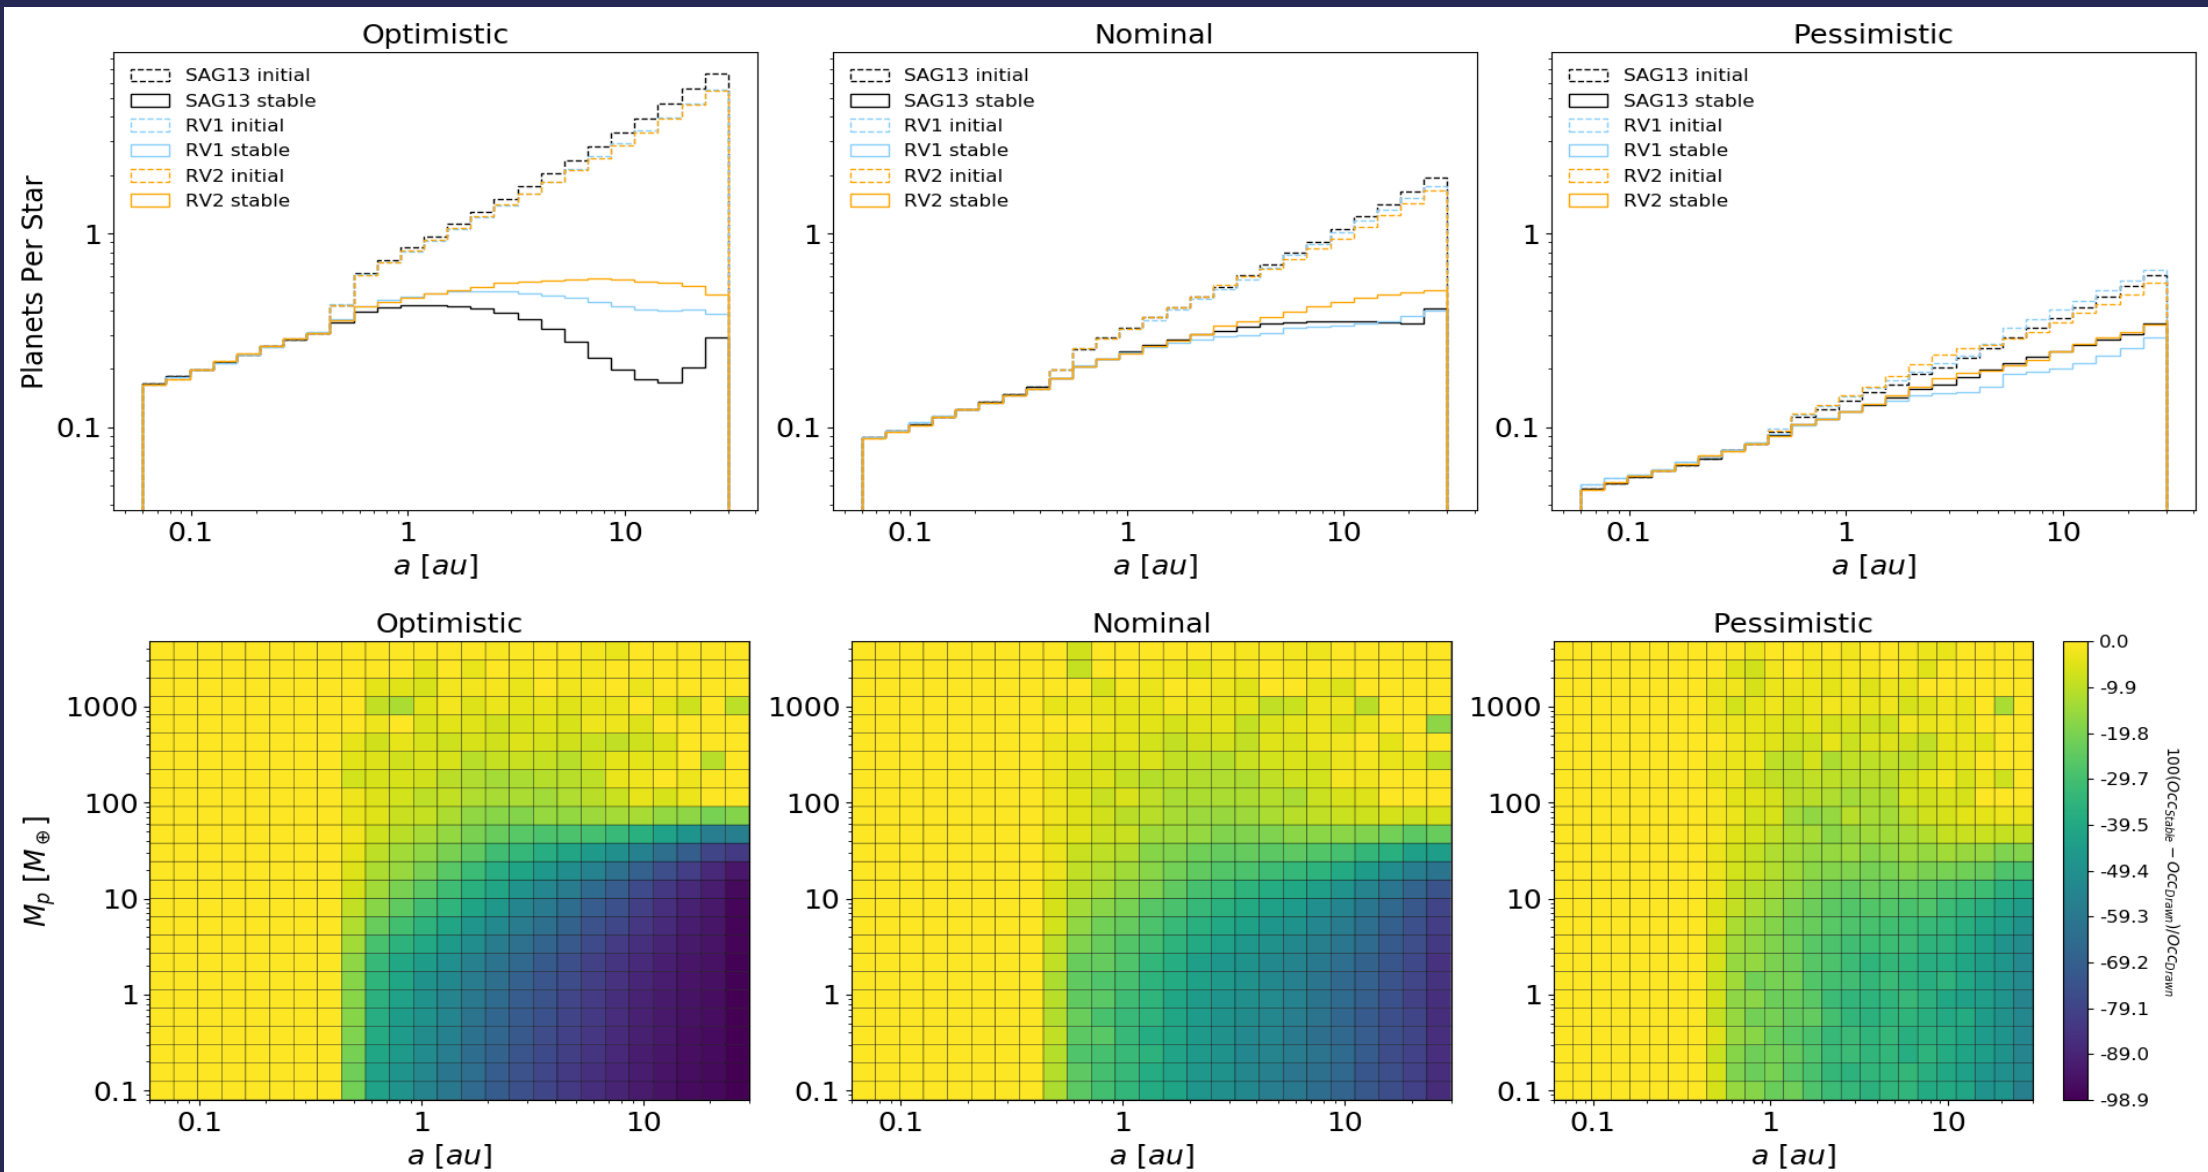 Optimistic
SAG13 initial
SAG13 stable
RV1 initial
RV1 stable
RV2 initial
RV2 stable
Planets Per Star
1
0.1
0.1 1 10
a [au]
Nominal
SAG13 initial
SAG13 stable
RV1 initial
RV1 stable
RV2 initial
RV2 stable
1
0.1
0.1 1 10
a [au]
Pessimistic
SAG13 initial
SAG13 stable
RV1 initial
RV1 stable
RV2 initial
RV2 stable
1
0.1
0.1 1 10
a [au]
Optimistic
M_p [M_⊕]
1000
100
10
1
0.1
0.1 1 10
a [au]
Nominal
1000
100
10
1
0.1
0.1 1 10
a [au]
Pessimistic
1000
100
10
1
0.1
0.1 1 10
a [au]
0.0
-9.9
-19.8
-29.7
-39.5
-49.4
-59.3
-69.2
-79.1
-89.0
-98.9
100(Occ_Stable − Occ_Drawn)/Occ_Drawn